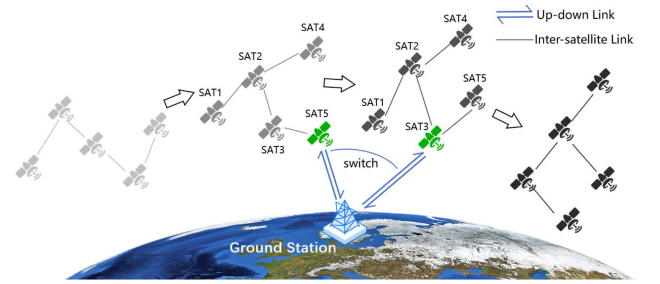 Up-down Link
Inter-satellite Link
SAT4
SAT2
SAT1
SAT5
SAT3
SAT4
SAT2
SAT5
SAT1
SAT3
switch
Ground Station